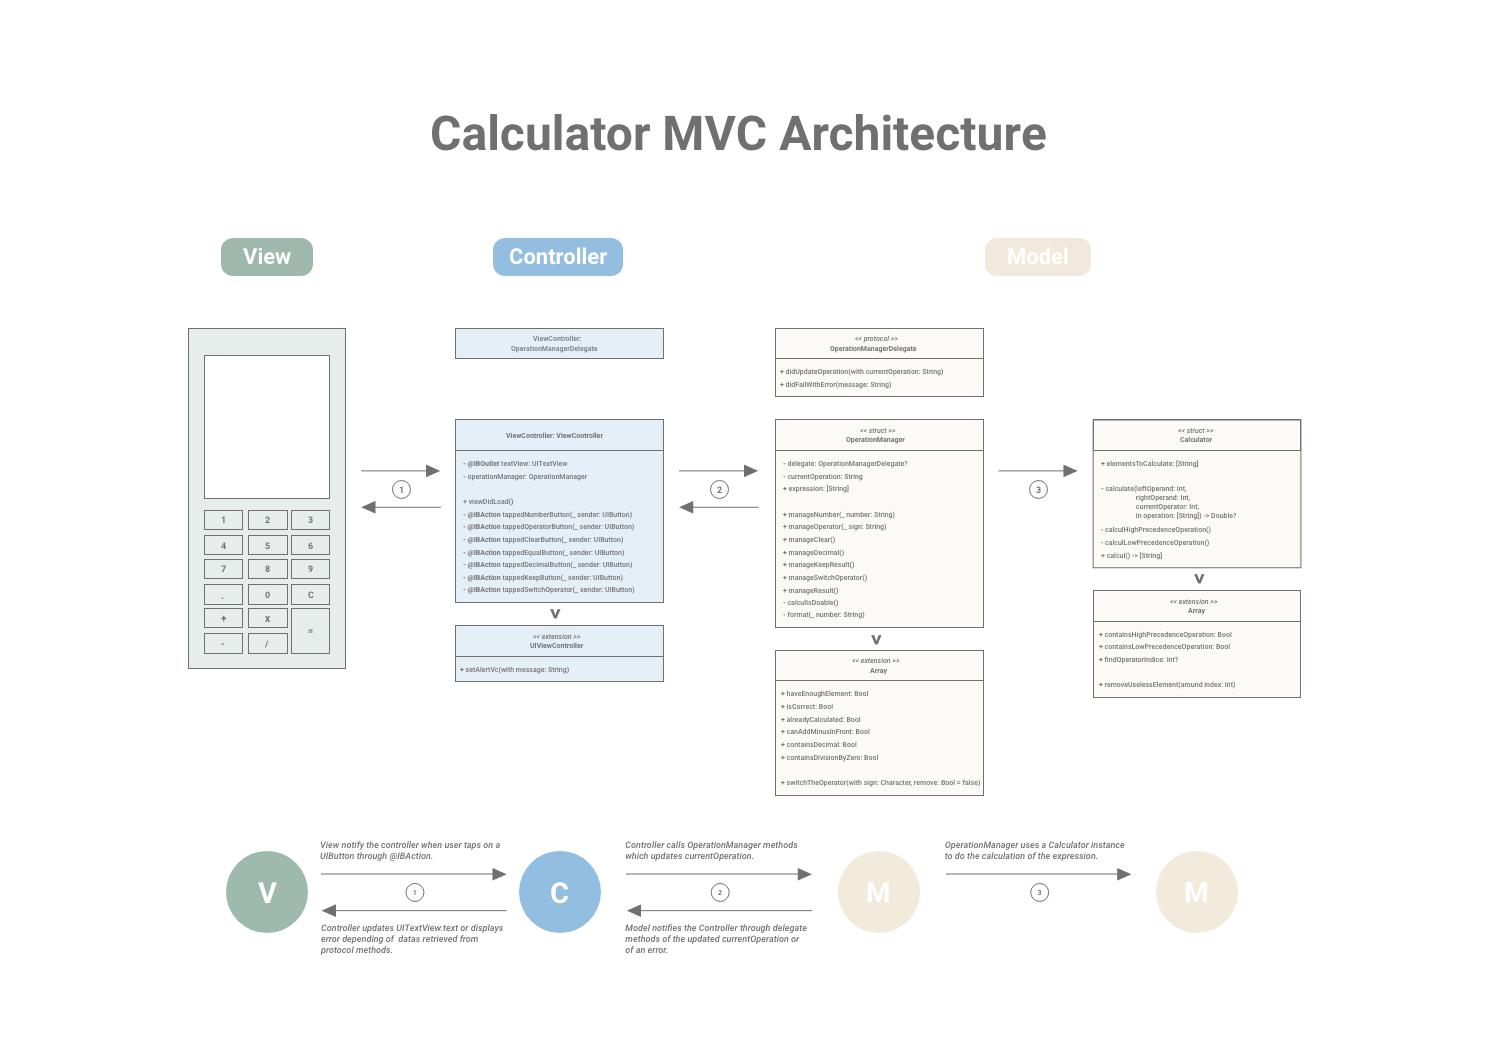 Calculator MVC Architecture
View
Controller
Model
1 2 3
4 5 6
7 8 9
. 0 C
+ x =
- /
1
ViewController:
OperationManagerDelegate
ViewController: ViewController
- @IBOutlet textView: UITextView
- operationManager: OperationManager
+ viewDidLoad()
- @IBAction tappedNumberButton(_ sender: UIButton)
- @IBAction tappedOperatorButton(_ sender: UIButton)
- @IBAction tappedClearButton(_ sender: UIButton)
- @IBAction tappedEqualButton(_ sender: UIButton)
- @IBAction tappedDecimalButton(_ sender: UIButton)
- @IBAction tappedKeepButton(_ sender: UIButton)
- @IBAction tappedSwitchOperator(_ sender: UIButton)
v
<< extension >>
UIViewController
+ setAlertVc(with message: String)
2
<< protocol >>
OperationManagerDelegate
+ didUpdateOperation(with currentOperation: String)
+ didFailWithError(message: String)
<< struct >>
OperationManager
- delegate: OperationManagerDelegate?
- currentOperation: String
+ expression: [String]
+ manageNumber(_ number: String)
+ manageOperator(_ sign: String)
+ manageClear()
+ manageDecimal()
+ manageKeepResult()
+ manageSwitchOperator()
+ manageResult()
- calculIsDoable()
- format(_ number: String)
v
<< extension >>
Array
+ haveEnoughElement: Bool
+ isCorrect: Bool
+ alreadyCalculated: Bool
+ canAddMinusInFront: Bool
+ containsDecimal: Bool
+ containsDivisionByZero: Bool
+ switchTheOperator(with sign: Character, remove: Bool = false)
3
<< struct >>
Calculator
+ elementsToCalculate: [String]
- calculate(leftOperand: Int,
rightOperand: Int,
currentOperator: Int,
in operation: [String]) -> Double?
- calculHighPrecedenceOperation()
- calculLowPrecedenceOperation()
+ calcul() -> [String]
v
<< extension >>
Array
+ containsHighPrecedenceOperation: Bool
+ containsLowPrecedenceOperation: Bool
+ findOperatorIndice: Int?
+ removeUselessElement(around index: Int)
V
View notify the controller when user taps on a
UIButton through @IBAction.
1
Controller updates UITextView.text or displays
error depending of datas retrieved from
protocol methods.
C
Controller calls OperationManager methods
which updates currentOperation.
2
Model notifies the Controller through delegate
methods of the updated currentOperation or
of an error.
M
OperationManager uses a Calculator instance
to do the calculation of the expression.
3
M